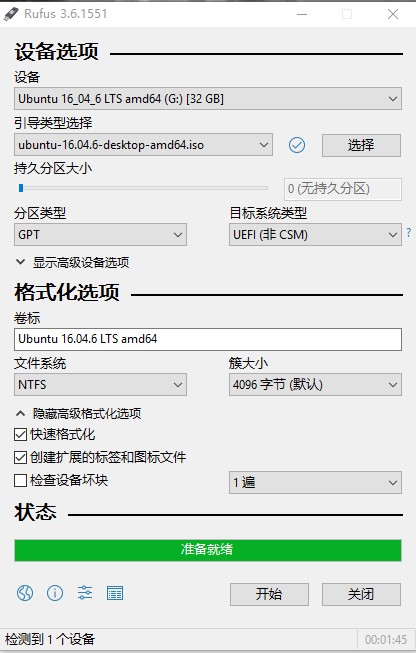 Rufus 3.6.1551
设备选项
设备
Ubuntu 16_04_6 LTS amd64 (G:) [32 GB]
引导类型选择
ubuntu-16.04.6-desktop-amd64.iso
选择
持久分区大小
0 (无持久分区)
分区类型 目标系统类型
GPT UEFI (非 CSM) ?
显示高级设备选项
格式化选项
卷标
Ubuntu 16.04.6 LTS amd64
文件系统 簇大小
NTFS 4096 字节 (默认)
隐藏高级格式化选项
快速格式化
创建扩展的标签和图标文件
检查设备坏块 1 遍
状态
准备就绪
开始 关闭
检测到 1 个设备 00:01:45